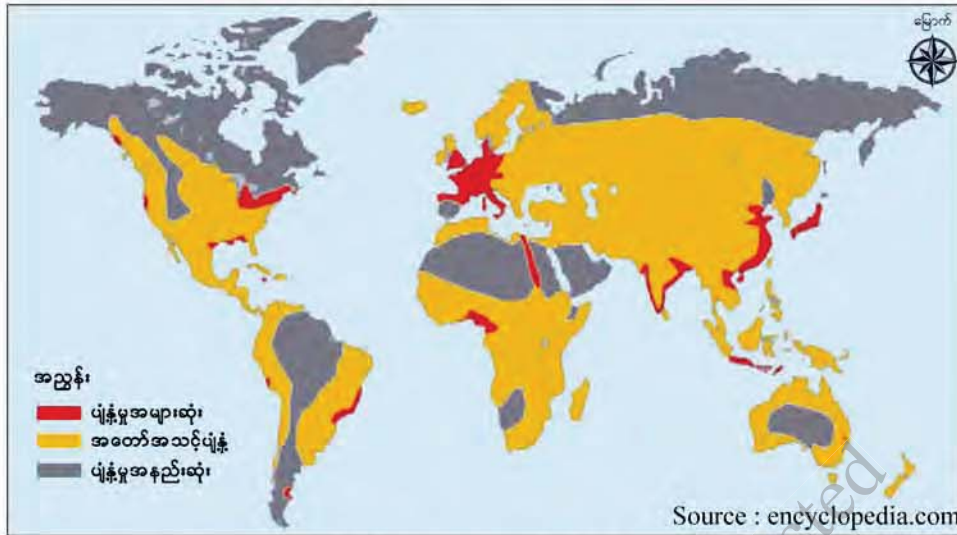 မြောက်
အညွှန်း
ပျံ့နှံ့မှုအများဆုံး
အတော်အသင့်ပျံ့နှံ့
ပျံ့နှံ့မှုအနည်းဆုံး
Source : encyclopedia.com